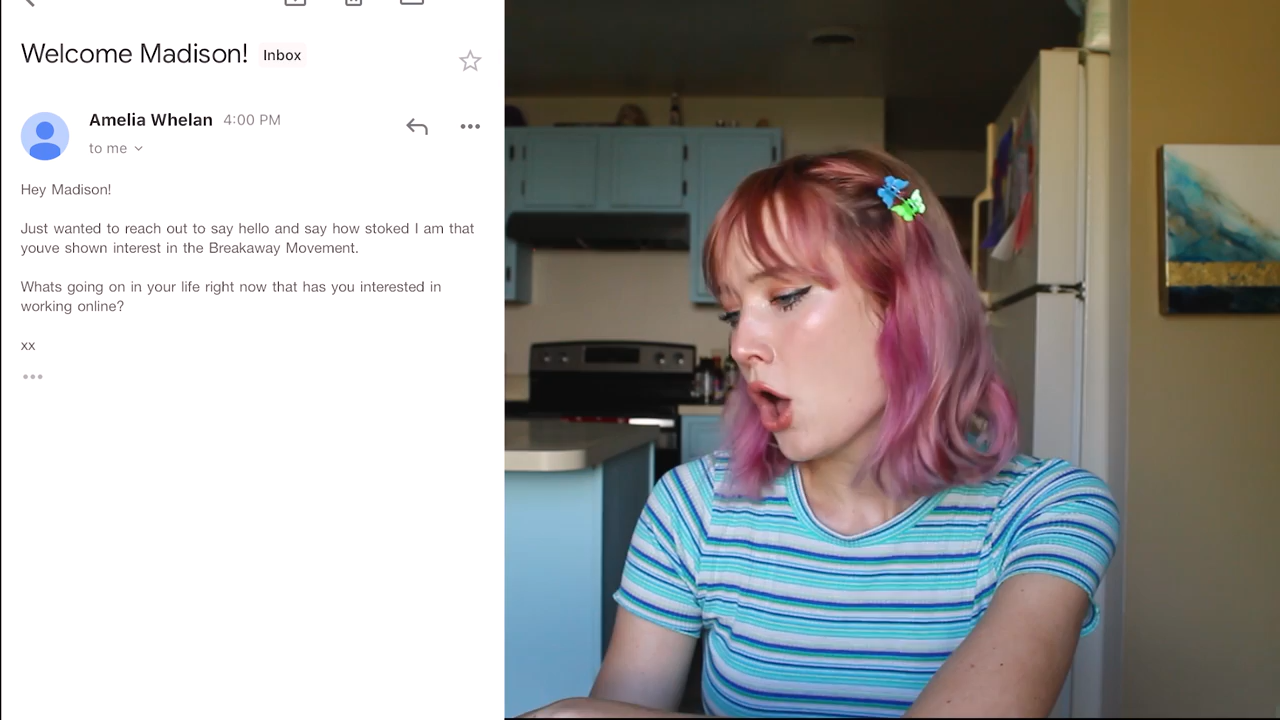 Welcome Madison! Inbox
Amelia Whelan 4:00 PM
to me
Hey Madison!
Just wanted to reach out to say hello and say how stoked I am that
youve shown interest in the Breakaway Movement.
Whats going on in your life right now that has you interested in
working online?
xx